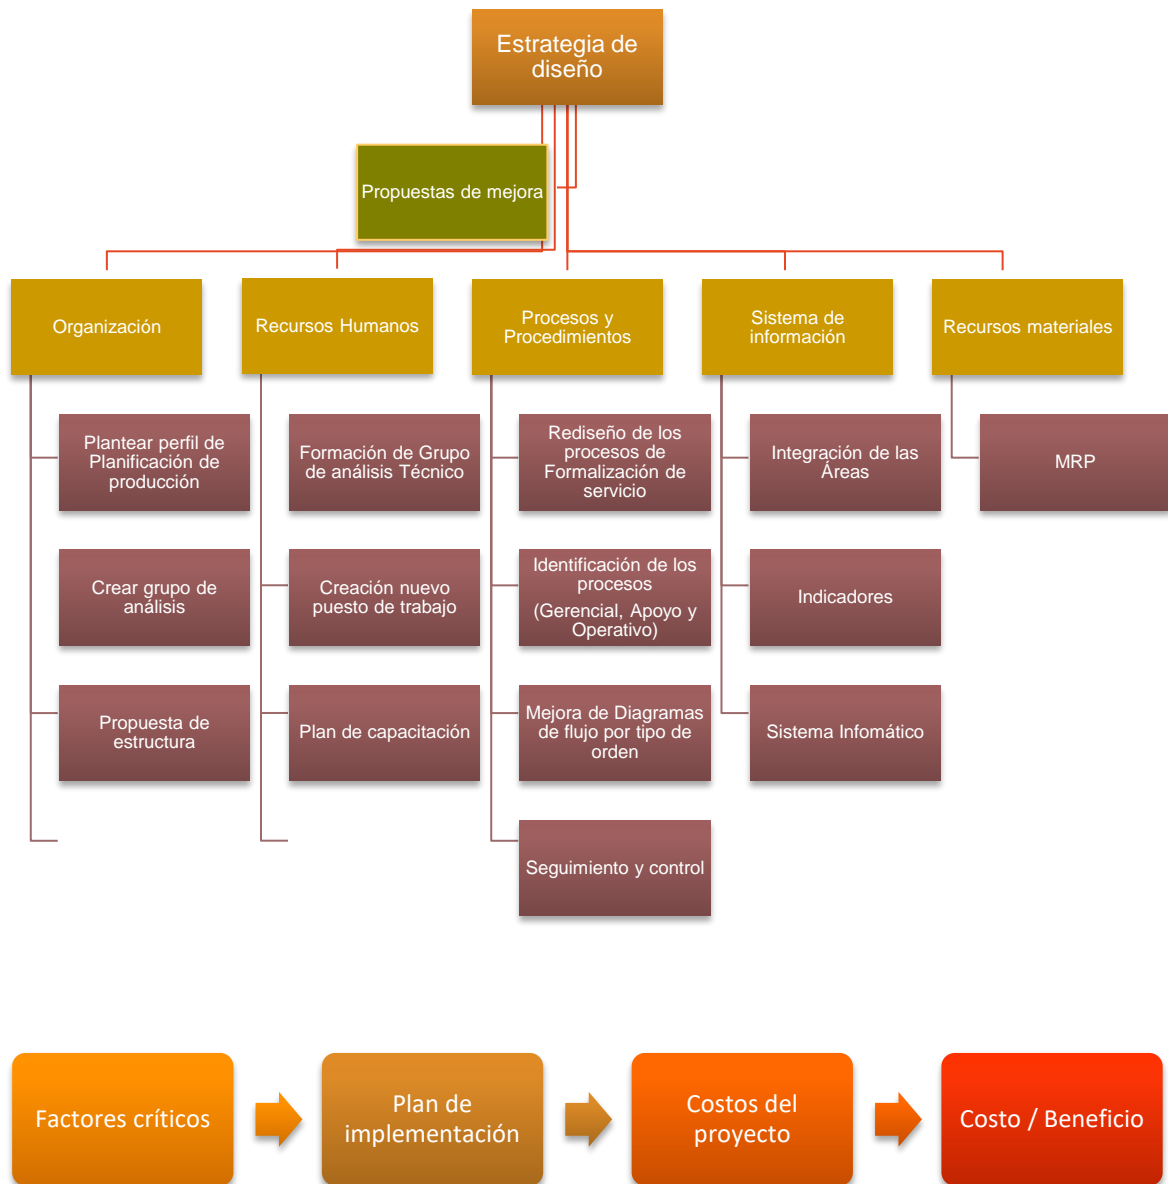 Estrategia de
diseño
Propuestas de mejora
Organización
Recursos Humanos
Procesos y
Procedimientos
Sistema de
información
Recursos materiales
Plantear perfil de
Planificación de
producción
Formación de Grupo
de análisis Técnico
Rediseño de los
procesos de
Formalización de
servicio
Integración de las
Áreas
MRP
Crear grupo de
análisis
Creación nuevo
puesto de trabajo
Identificación de los
procesos
(Gerencial, Apoyo y
Operativo)
Indicadores
Propuesta de
estructura
Plan de capacitación
Mejora de Diagramas
de flujo por tipo de
orden
Sistema Infomático
Seguimiento y control
Factores críticos
Plan de
implementación
Costos del
proyecto
Costo / Beneficio